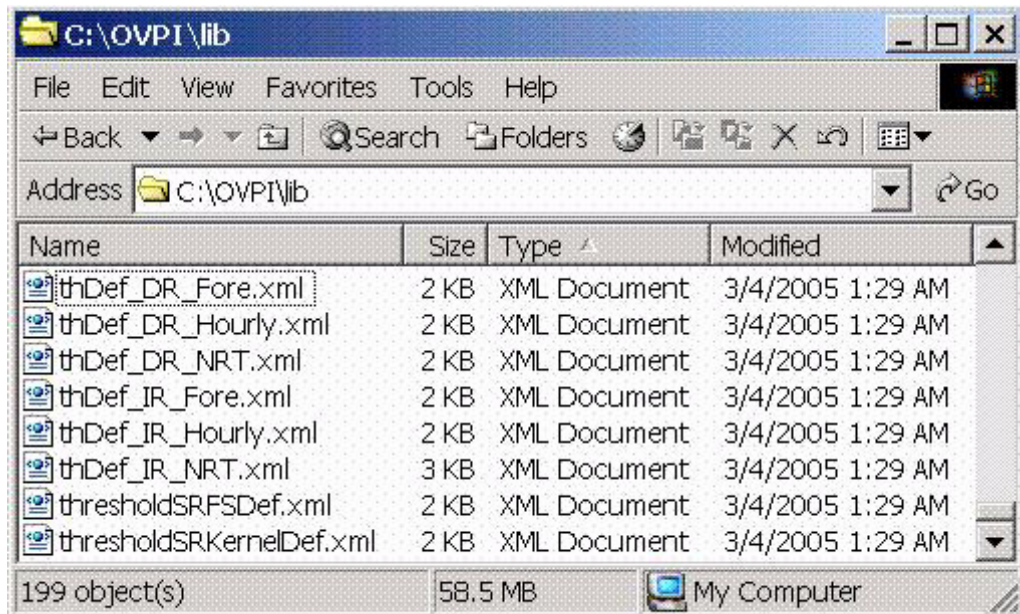 C:\OVPI\lib
File Edit View Favorites Tools Help
Back Search Folders
Address C:\OVPI\lib Go
Name Size Type Modified
thDef_DR_Fore.xml 2 KB XML Document 3/4/2005 1:29 AM
thDef_DR_Hourly.xml 2 KB XML Document 3/4/2005 1:29 AM
thDef_DR_NRT.xml 2 KB XML Document 3/4/2005 1:29 AM
thDef_IR_Fore.xml 2 KB XML Document 3/4/2005 1:29 AM
thDef_IR_Hourly.xml 2 KB XML Document 3/4/2005 1:29 AM
thDef_IR_NRT.xml 3 KB XML Document 3/4/2005 1:29 AM
thresholdSRFSDef.xml 2 KB XML Document 3/4/2005 1:29 AM
thresholdSRKernelDef.xml 2 KB XML Document 3/4/2005 1:29 AM
199 object(s) 58.5 MB My Computer